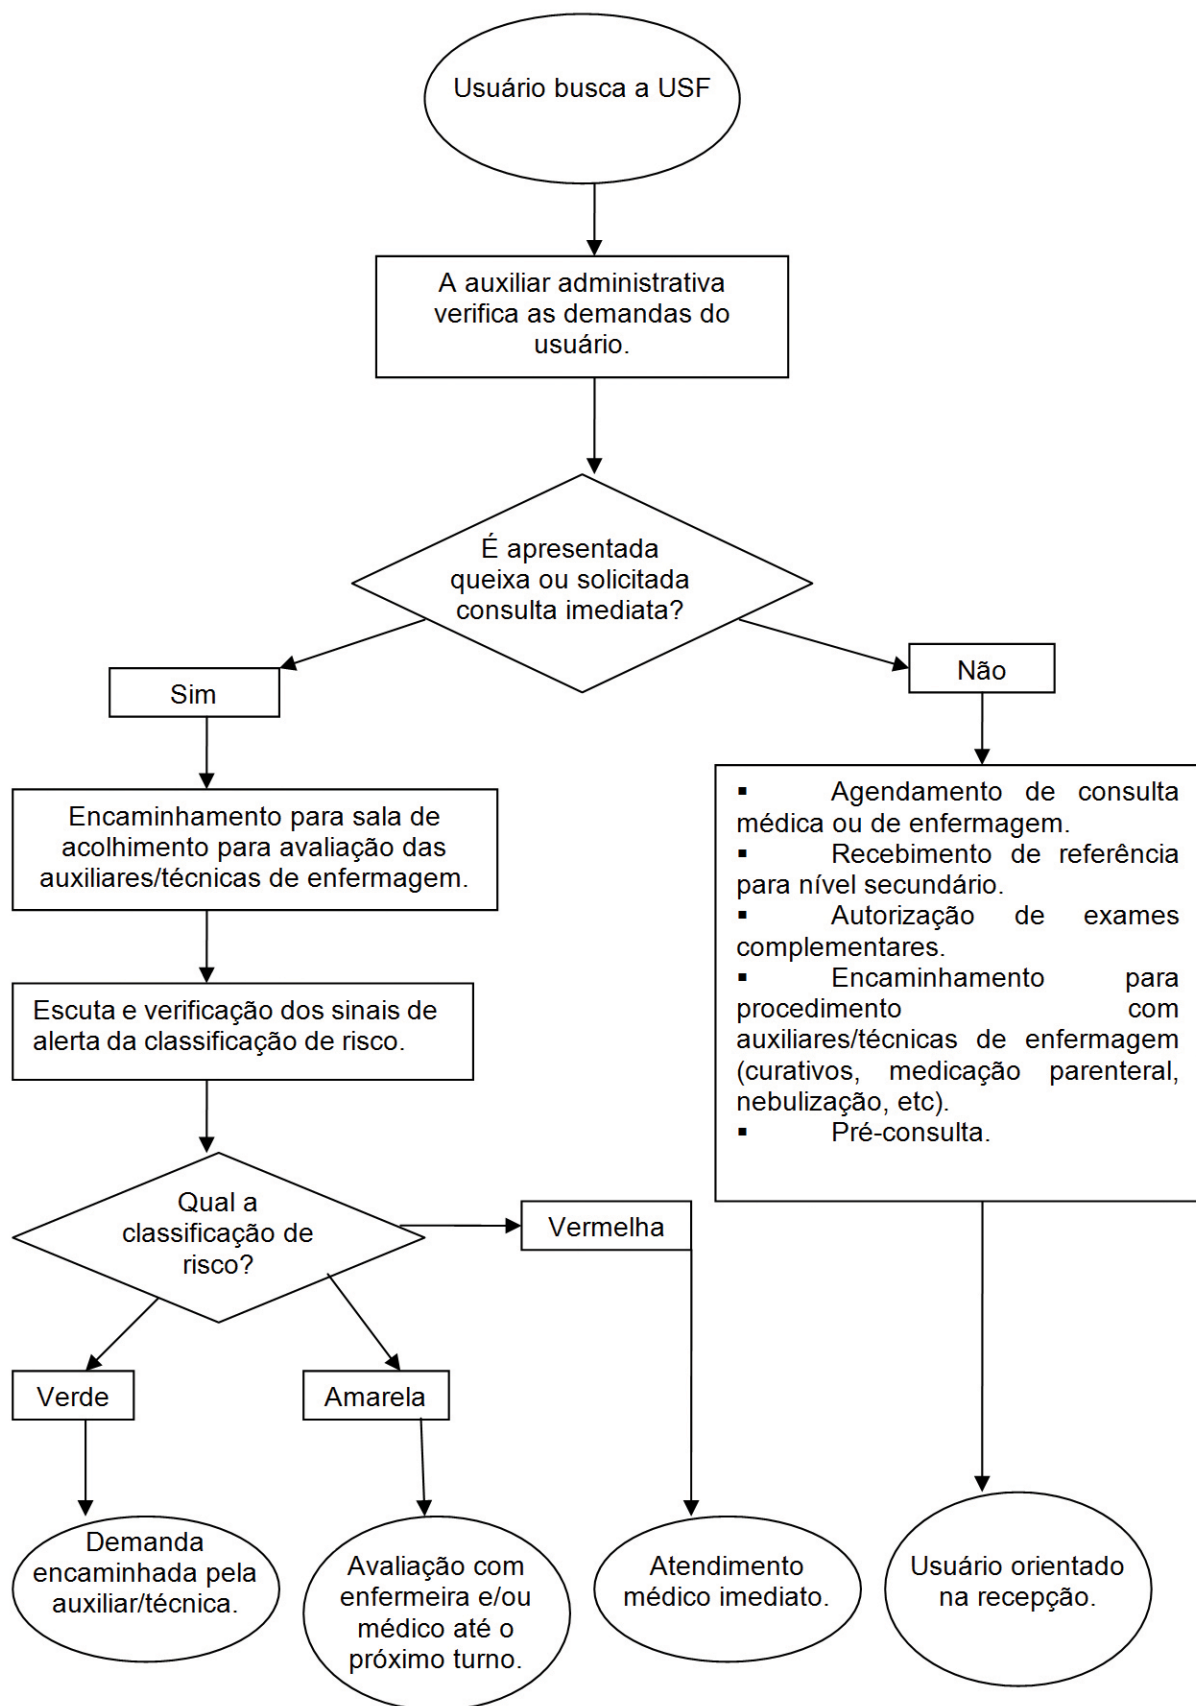 Usuário busca a USF
A auxiliar administrativa
verifica as demandas do
usuário.
É apresentada
queixa ou solicitada
consulta imediata?
Sim
Não
Encaminhamento para sala de
acolhimento para avaliação das
auxiliares/técnicas de enfermagem.
Escuta e verificação dos sinais de
alerta da classificação de risco.
▪ Agendamento de consulta
médica ou de enfermagem.
▪ Recebimento de referência
para nível secundário.
▪ Autorização de exames
complementares.
▪ Encaminhamento para
procedimento com
auxiliares/técnicas de enfermagem
(curativos, medicação parenteral,
nebulização, etc).
▪ Pré-consulta.
Qual a
classificação de
risco?
Vermelha
Verde
Amarela
Demanda
encaminhada pela
auxiliar/técnica.
Avaliação com
enfermeira e/ou
médico até o
próximo turno.
Atendimento
médico imediato.
Usuário orientado
na recepção.